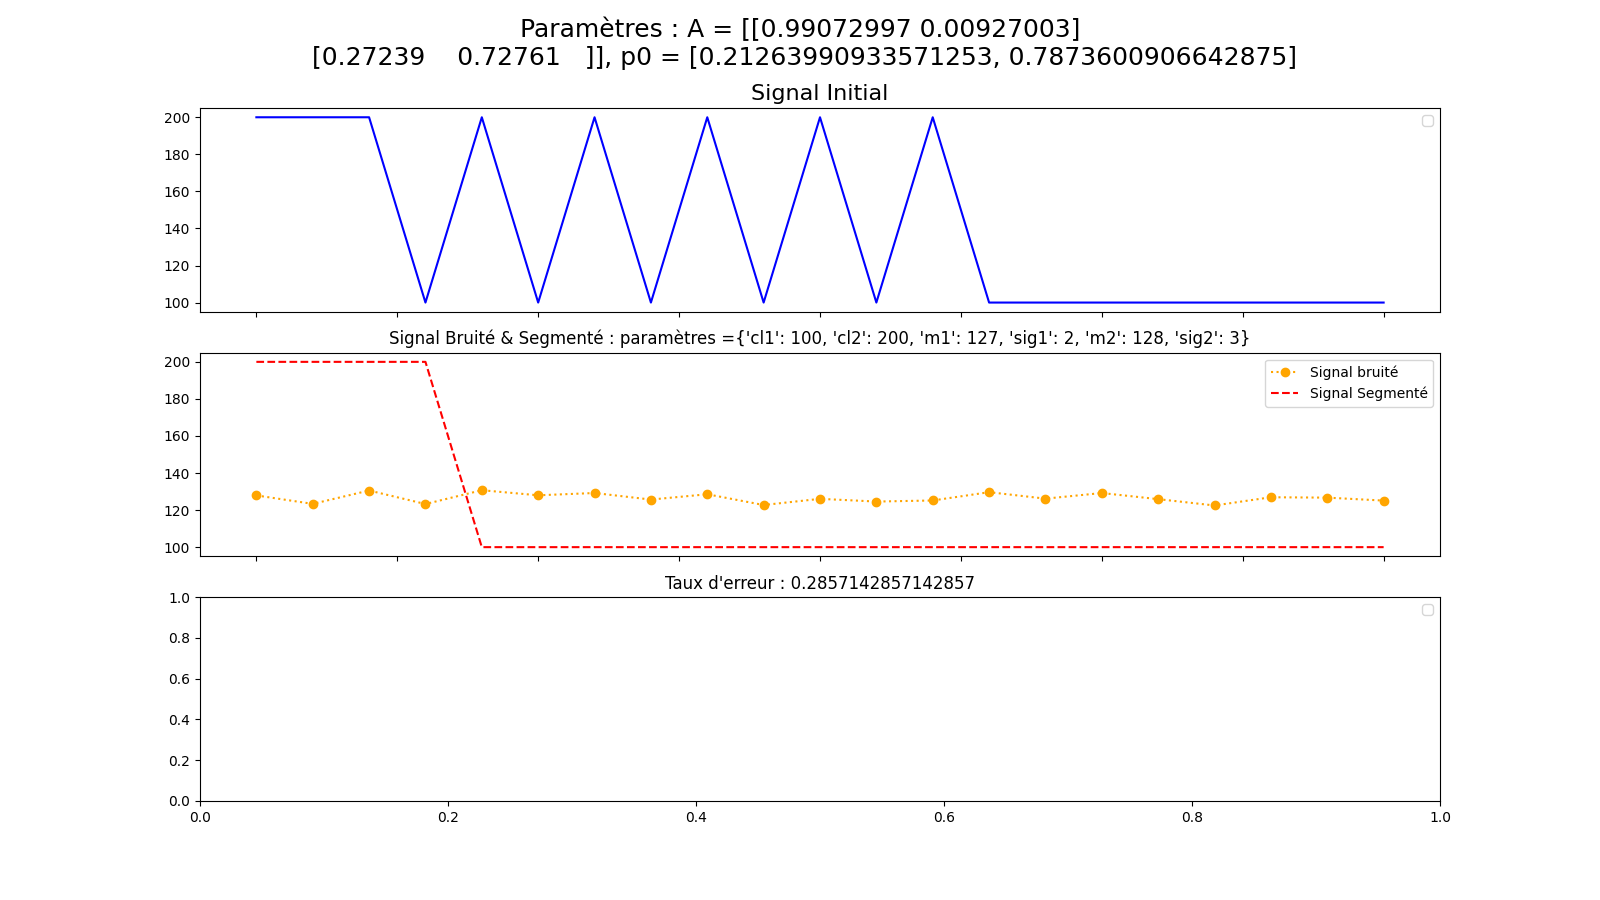 Paramètres : A = [[0.99072997 0.00927003]
[0.27239    0.72761   ]], p0 = [0.21263990933571253, 0.7873600906642875]
Signal Initial
200
180
160
140
120
100
Signal Bruité & Segmenté : paramètres ={'cl1': 100, 'cl2': 200, 'm1': 127, 'sig1': 2, 'm2': 128, 'sig2': 3}
200
180
160
140
120
100
Signal bruité
Signal Segmenté
Taux d'erreur : 0.2857142857142857
1.0
0.8
0.6
0.4
0.2
0.0
0.0 0.2 0.4 0.6 0.8 1.0